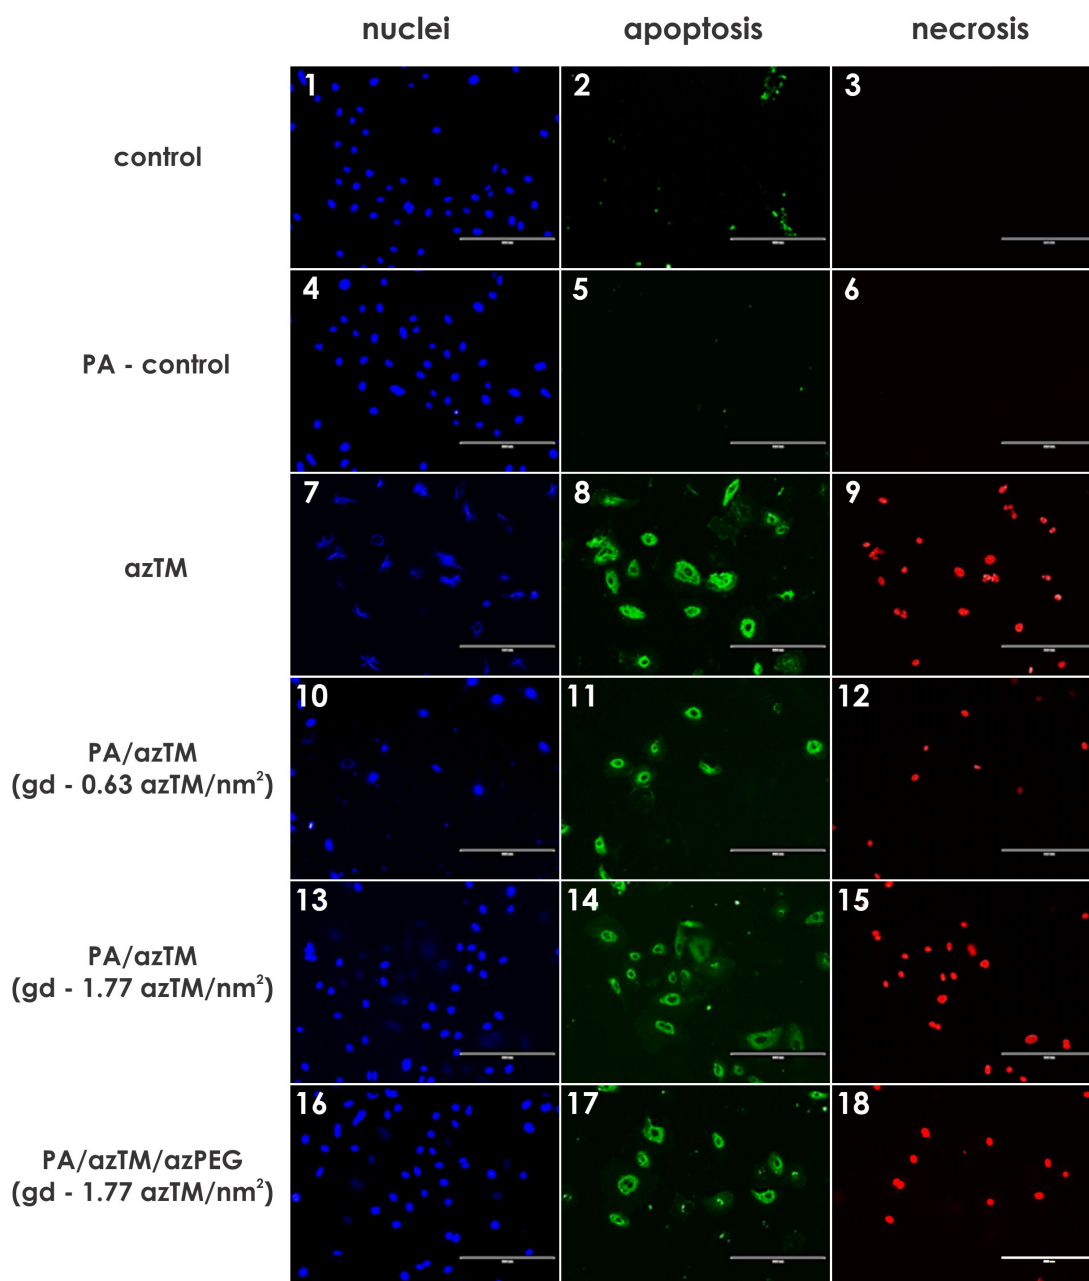 nuclei apoptosis necrosis
control 1 2 3
PA - control 4 5 6
azTM 7 8 9
10 11 12
PA/azTM
(gd - 0.63 azTM/nm²)
13 14 15
PA/azTM
(gd - 1.77 azTM/nm²)
16 17 18
PA/azTM/azPEG
(gd - 1.77 azTM/nm²)